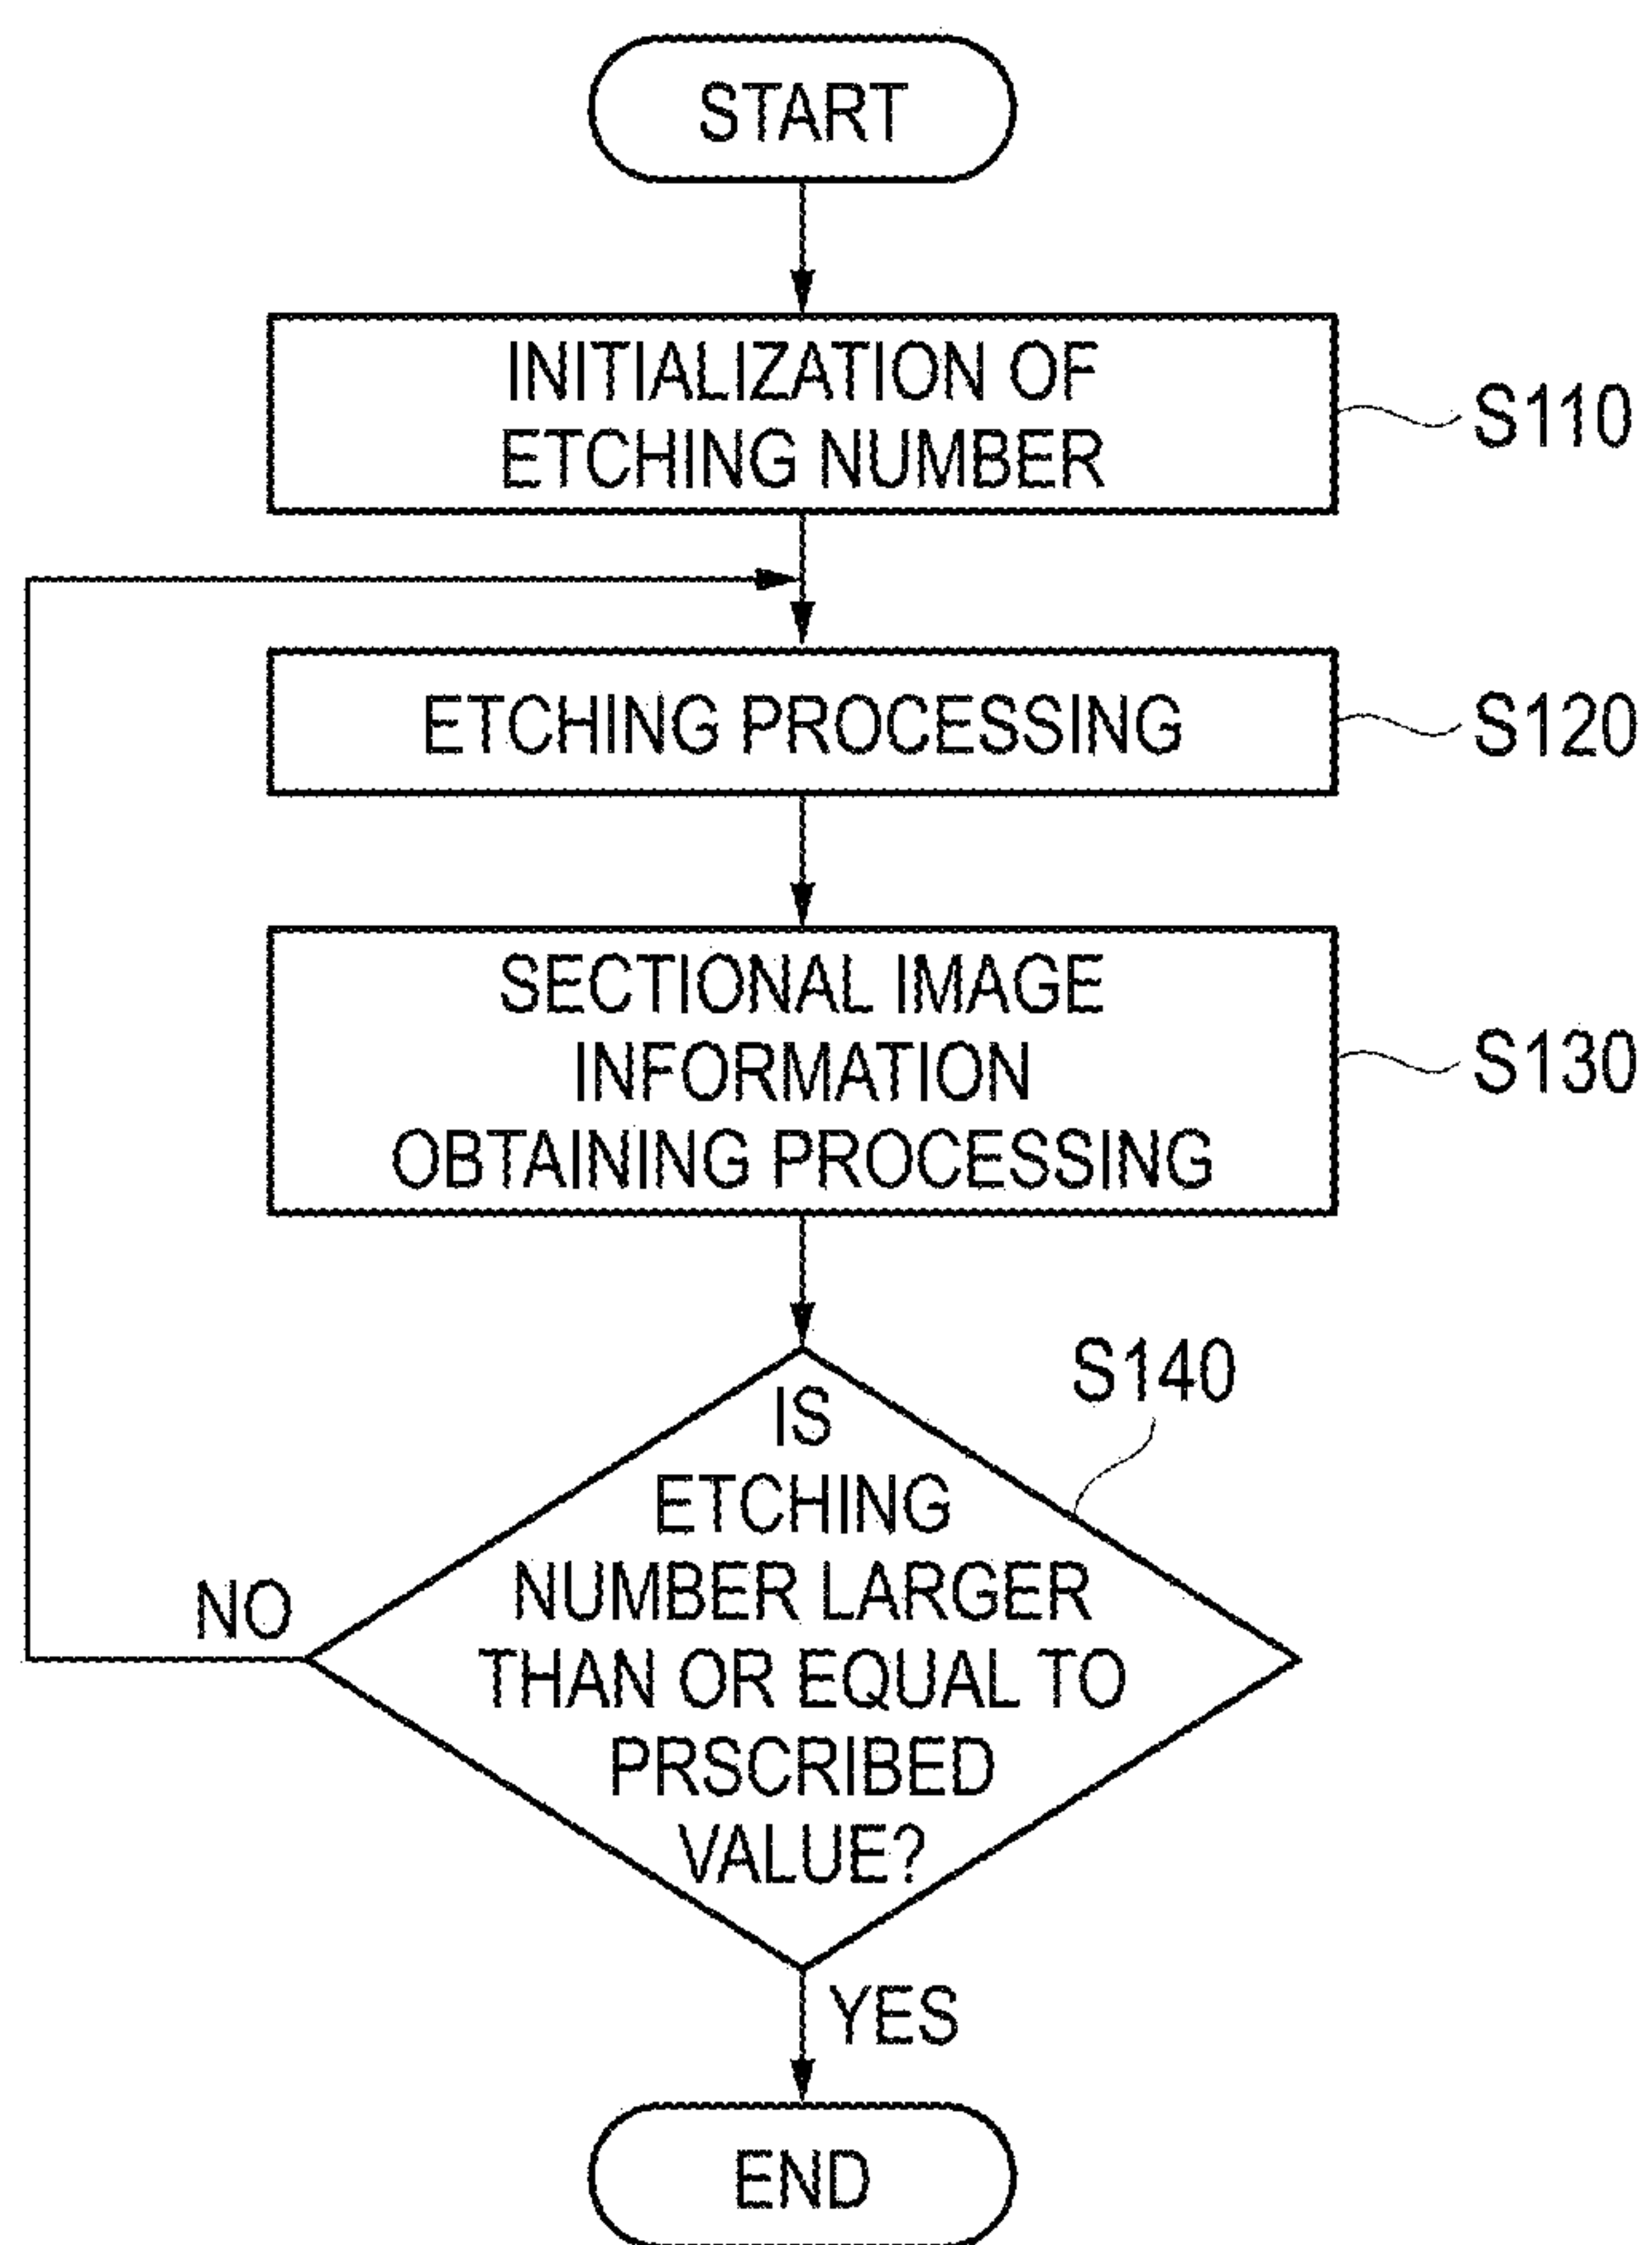 START
INITIALIZATION OF
ETCHING NUMBER
S110
ETCHING PROCESSING
S120
SECTIONAL IMAGE
INFORMATION
OBTAINING PROCESSING
S130
S140
IS
ETCHING
NUMBER LARGER
THAN OR EQUAL TO
PRSCRIBED
VALUE?
NO
YES
END